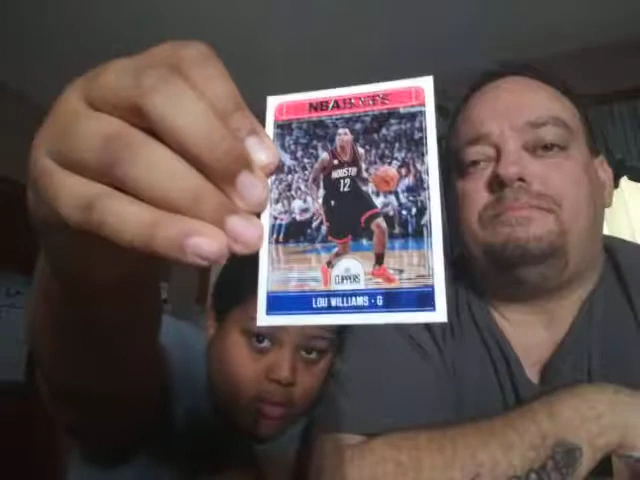 NBA HOOPS
HOUSTON
12
CLIPPERS
LOU WILLIAMS · G